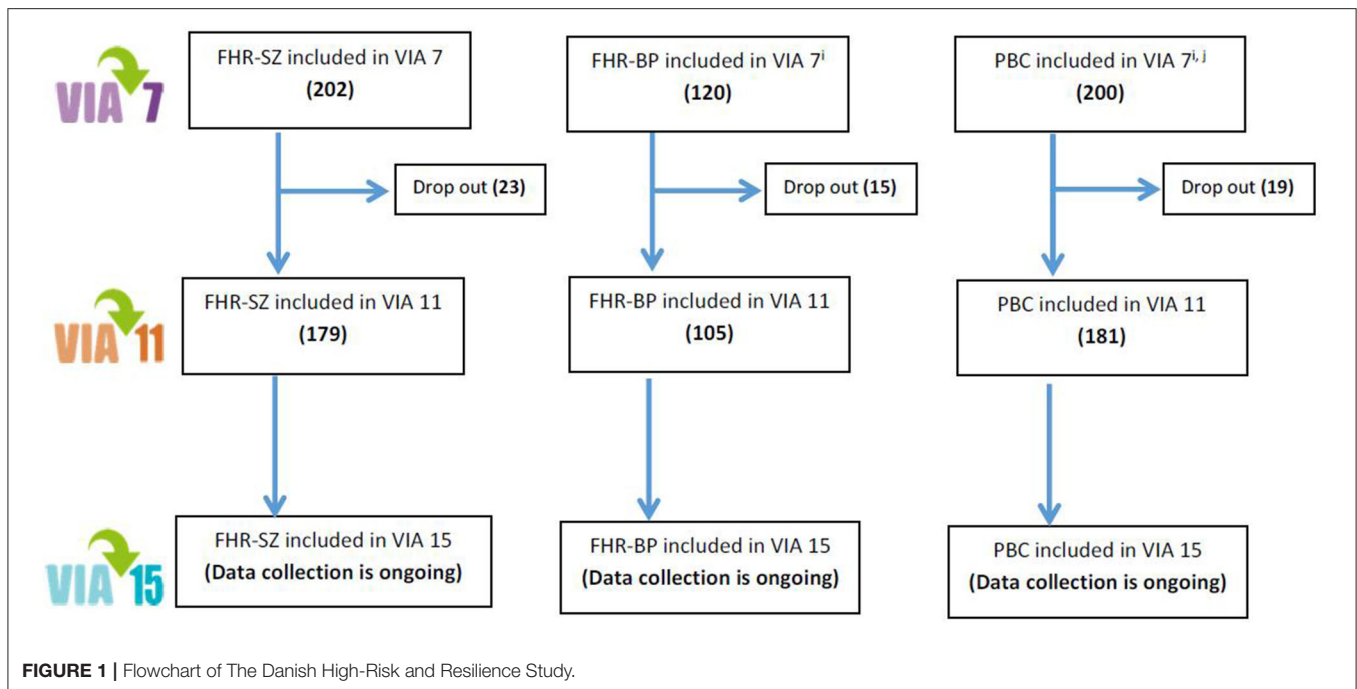 VIA 7
FHR-SZ included in VIA 7
(202)
FHR-BP included in VIA 7i
(120)
PBC included in VIA 7i, j
(200)
Drop out (23)
Drop out (15)
Drop out (19)
VIA 11
FHR-SZ included in VIA 11
(179)
FHR-BP included in VIA 11
(105)
PBC included in VIA 11
(181)
VIA 15
FHR-SZ included in VIA 15
(Data collection is ongoing)
FHR-BP included in VIA 15
(Data collection is ongoing)
PBC included in VIA 15
(Data collection is ongoing)
FIGURE 1 | Flowchart of The Danish High-Risk and Resilience Study.